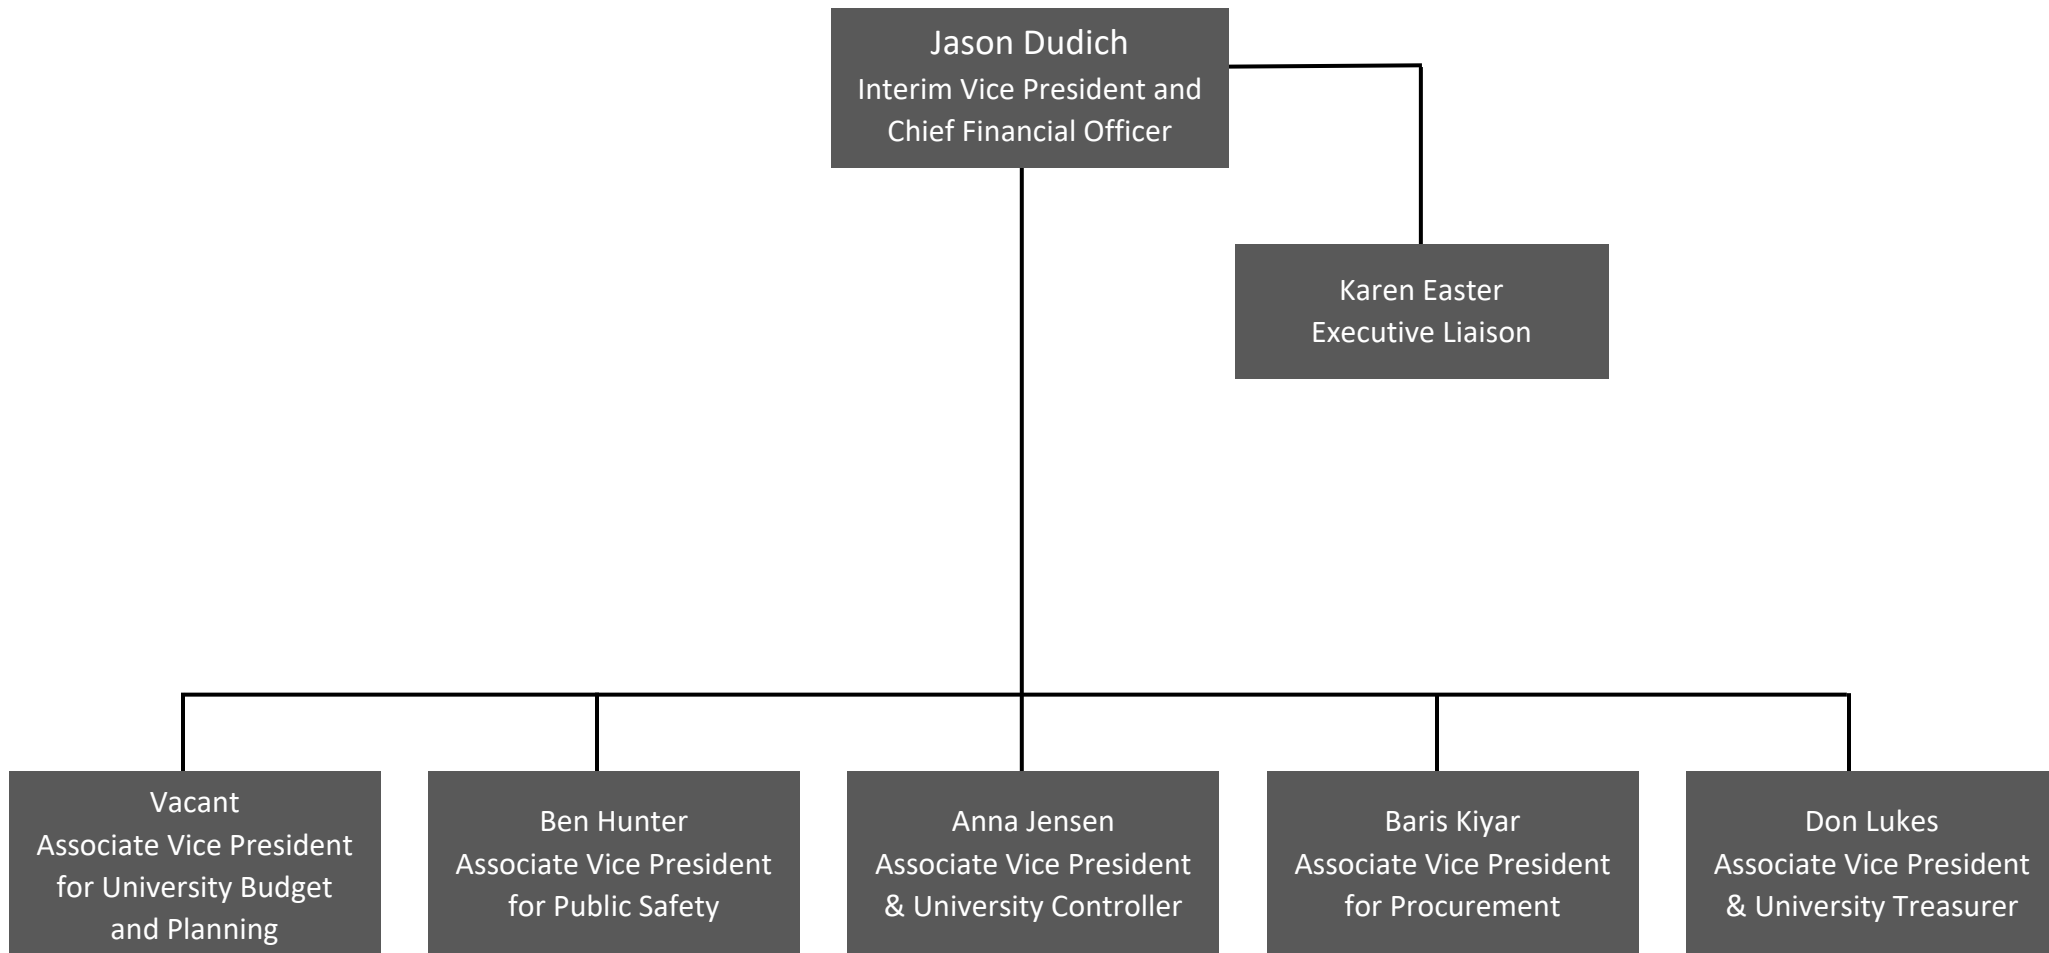 Jason Dudich
Interim Vice President and
Chief Financial Officer
Karen Easter
Executive Liaison
Vacant
Associate Vice President
for University Budget
and Planning
Ben Hunter
Associate Vice President
for Public Safety
Anna Jensen
Associate Vice President
& University Controller
Baris Kiyar
Associate Vice President
for Procurement
Don Lukes
Associate Vice President
& University Treasurer